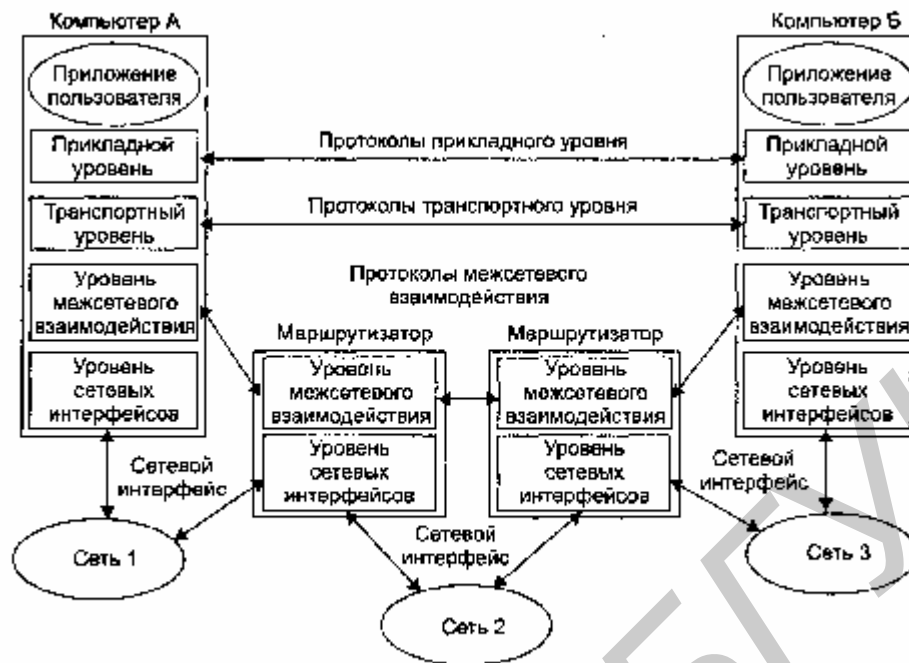 Компьютер А
Компьютер Б
Приложение
пользователя
Приложение
пользователя
Протоколы прикладного уровня
Прикладной
уровень
Прикладной
уровень
Протоколы транспортного уровня
Транспортный
уровень
Транспортный
уровень
Протоколы межсетевого
взаимодействия
Уровень
межсетевого
взаимодействия
Уровень
межсетевого
взаимодействия
Маршрутизатор
Маршрутизатор
Уровень
сетевых
интерфейсов
Уровень
межсетевого
взаимодействия
Уровень
межсетевого
взаимодействия
Уровень
сетевых
интерфейсов
Уровень
сетевых
интерфейсов
Уровень
сетевых
интерфейсов
Сетевой
интерфейс
Сетевой
интерфейс
Сетевой
интерфейс
Сеть 1
Сеть 2
Сеть 3